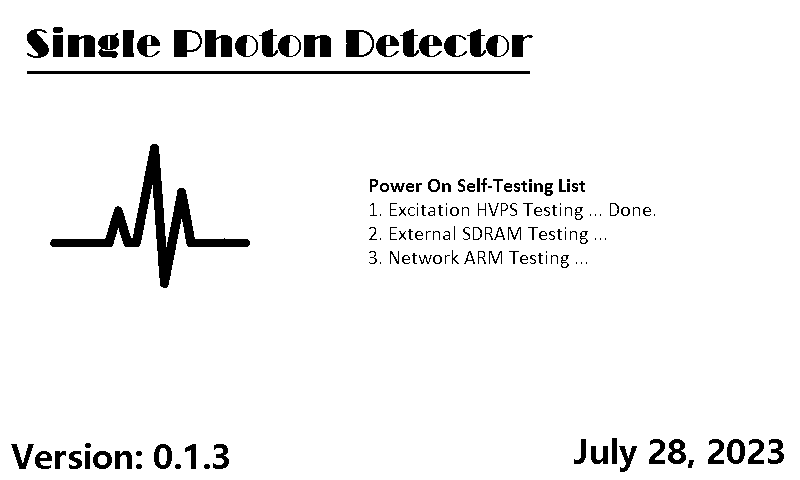 Single Photon Detector
Power On Self-Testing List
1. Excitation HVPS Testing ... Done.
2. External SDRAM Testing ...
3. Network ARM Testing ...
Version: 0.1.3
July 28, 2023